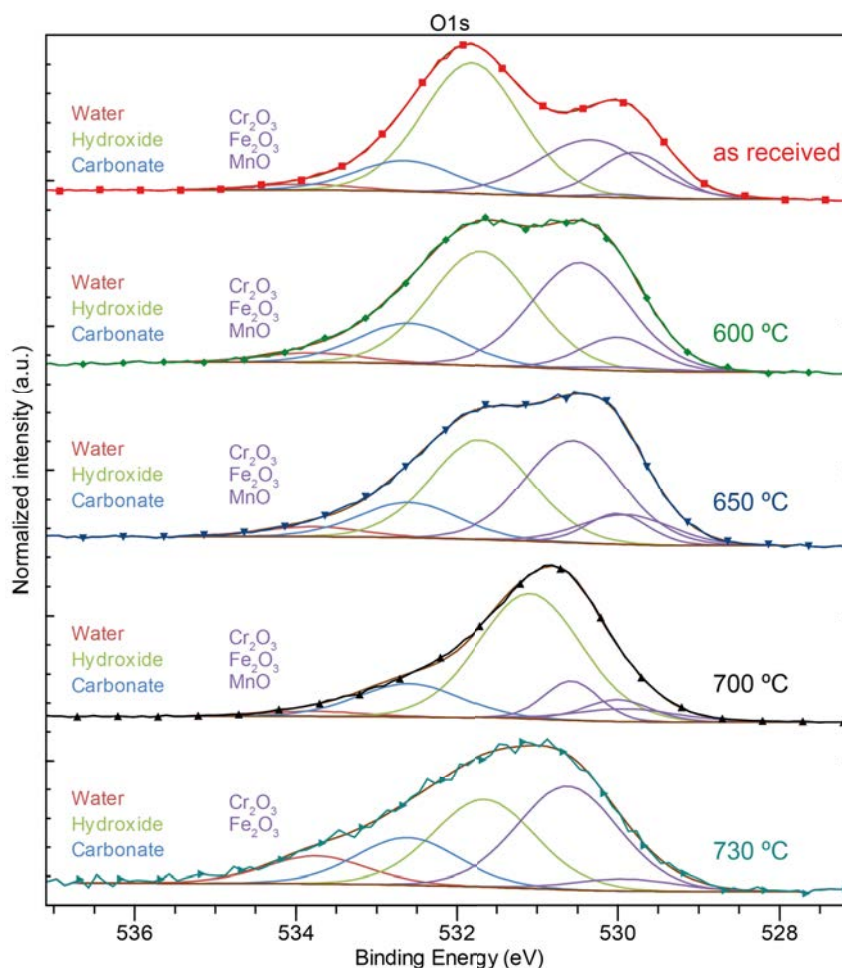 O1s
Normalized intensity (a.u.)
Water
Hydroxide
Carbonate
Cr₂O₃
Fe₂O₃
MnO
as received
Water
Hydroxide
Carbonate
Cr₂O₃
Fe₂O₃
MnO
600 ºC
Water
Hydroxide
Carbonate
Cr₂O₃
Fe₂O₃
MnO
650 ºC
Water
Hydroxide
Carbonate
Cr₂O₃
Fe₂O₃
MnO
700 ºC
Water
Hydroxide
Carbonate
Cr₂O₃
Fe₂O₃
730 ºC
536 534 532 530 528
Binding Energy (eV)